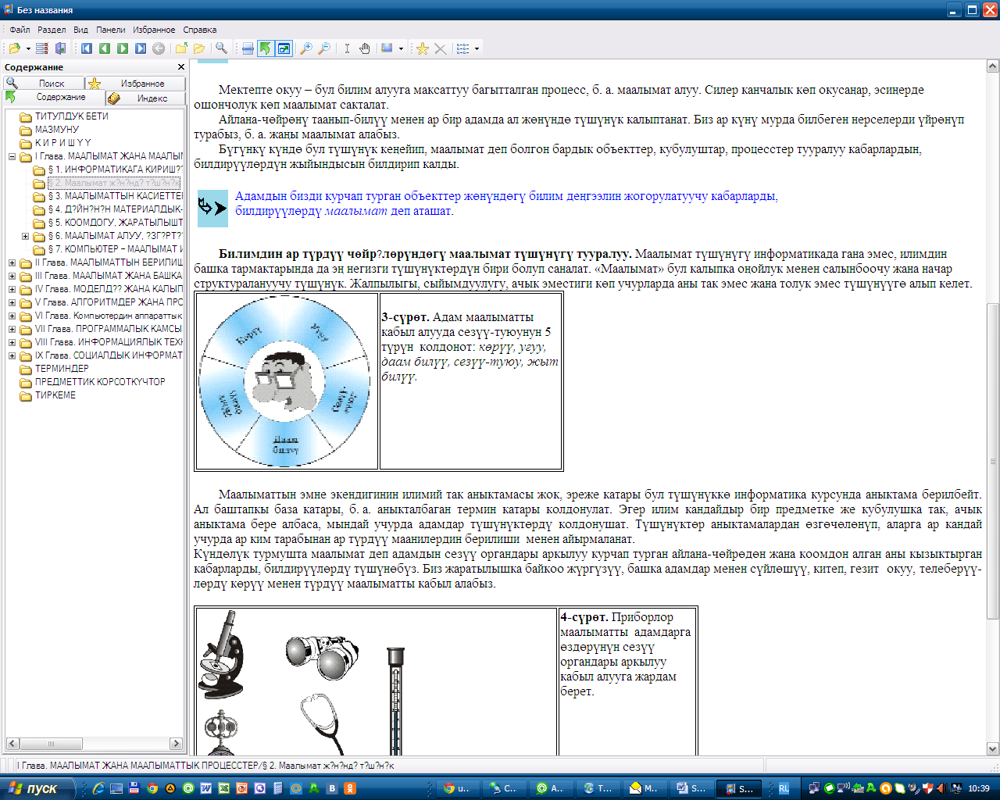 Без названия
Файл Раздел Вид Панели Избранное Справка
Содержание
Поиск
Избранное
Содержание
Индекс
ТИТУЛДУК БЕТИ
МАЗМУНУ
К И Р И Ш Ү Ү
I Глава. МААЛЫМАТ ЖАНА МААЛЫМ
§ 1. ИНФОРМАТИКАГА КИРИШ??
§ 2. Маалымат ж?н?нд? т?ш?н?к
§ 3. МААЛЫМАТТЫН КАСИЕТТЕР
§ 4. Д?ЙН?Н?Н МАТЕРИАЛДЫК-
§ 5. КООМДОГУ, ЖАРАТЫЛЫШТ
§ 6. МААЛЫМАТ АЛУУ, ?ЗГ?РТ??
§ 7. КОМПЬЮТЕР – МААЛЫМАТ И
II Глава. МААЛЫМАТТЫН БЕРИЛИШ
III Глава. МААЛЫМАТ ЖАНА БАШКА
IV Глава. МОДЕЛД?? ЖАНА КАЛЫП
V Глава. АЛГОРИТМДЕР ЖАНА ПРО
VI Глава. Компьютердин аппараттык
VII Глава. ПРОГРАММАЛЫК КАМСЫ
VIII Глава. ИНФОРМАЦИЯЛЫК ТЕХН
IX Глава. СОЦИАЛДЫК ИНФОРМАТ
ТЕРМИНДЕР
ПРЕДМЕТТИК КОРСОТКҮЧТОР
ТИРКЕМЕ
Мектепте окуу – бул билим алууга максаттуу багытталган процесс, б. а. маалымат алуу. Силер канчалык көп окусаңар, эсинерде
ошончолук көп маалымат сакталат.
Айлана-чөйрөнү таанып-билүү менен ар бир адамда ал жөнүндө түшүнүк калыптанат. Биз ар күнү мурда билбеген нерселерди үйрөнүп
турабыз, б. а. жаңы маалымат алабыз.
Бүгүнкү күндө бул түшүнүк кенейип, маалымат деп болгон бардык объекттер, кубулуштар, процесстер тууралуу кабарлардын,
билдирүүлөрдүн жыйындысын билдирип калды.
Адамдын бизди курчап турган объекттер жөнүндөгү билим деңгээлин жогорулатуучу кабарларды,
билдирүүлөрдү маалымат деп аташат.
Билимдин ар түрдүү чөйр?лөрүндөгү маалымат түшүнүгү тууралуу. Маалымат түшүнүгү информатикада гана эмес, илимдин
башка тармактарында да эң негизги түшүнүктөрдүн бири болуп саналат. «Маалымат» бул калыпка оңойлук менен салынбоочу жана начар
структуралануучу түшүнүк. Жалпылыгы, сыйымдуулугу, ачык эместиги көп учурларда аны так эмес жана толук эмес түшүнүүгө алып келет.
Көрүү
Угуу
Сезүү-
туюу
Даам
билүү
3-сүрөт. Адам маалыматты
кабыл алууда сезүү-туюунун 5
түрүн колдонот: көрүү, угуу,
даам билүү, сезүү-туюу, жыт
билүү.
Маалыматтын эмне экендигинин илимий так аныктамасы жок, эреже катары бул түшүнүккө информатика курсунда аныктама берилбейт.
Ал баштапкы база катары, б. а. аныкталбаган термин катары колдонулат. Эгер илим кандайдыр бир предметке же кубулушка так, ачык
аныктама бере албаса, мындай учурда адамдар түшүнүктөрдү колдонушат. Түшүнүктөр аныктамалардан өзгөчөлөнүп, аларга ар кандай
учурда ар ким тарабынан ар түрдүү маанилердин берилиши менен айырмаланат.
Күндөлүк турмушта маалымат деп адамдын сезүү органдары аркылуу курчап турган айлана-чөйрөдөн жана коомдон алган аны кызыктырган
кабарларды, билдирүүлөрдү түшүнөбүз. Биз жаратылышка байкоо жүргүзүү, башка адамдар менен сүйлөшүү, китеп, гезит окуу, телеберүү-
лөрдү көрүү менен түрдүү маалыматты кабыл алабыз.
4-сүрөт. Приборлор
маалыматты адамдарга
өздөрүнүн сезүү
органдары аркылуу
кабыл алууга жардам
берет.
I Глава. МААЛЫМАТ ЖАНА МААЛЫМАТТЫК ПРОЦЕССТЕР/§ 2. Маалымат ж?н?нд? т?ш?н?к
пуск
u...
C...
A...
T...
M...
S...
S...
RL
10:39